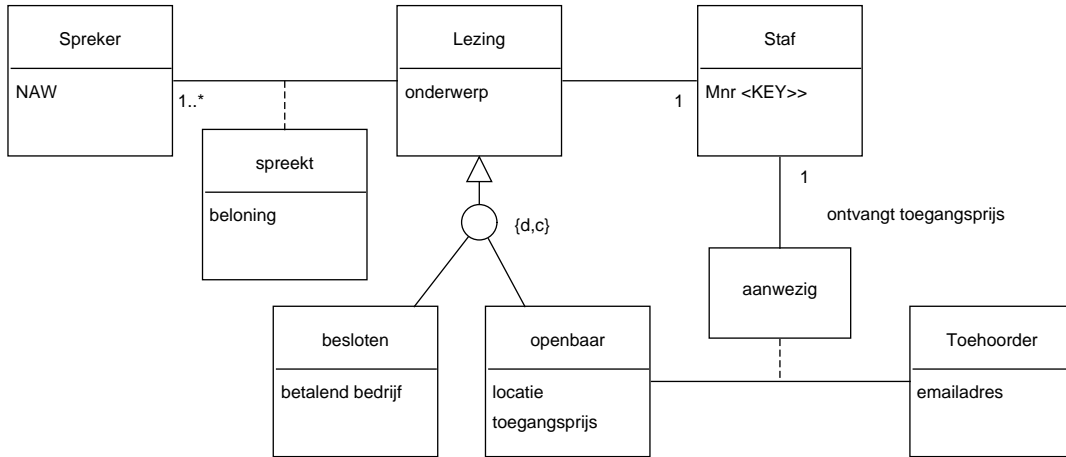 Spreker
NAW
1..*
spreekt
beloning
Lezing
onderwerp
1
Staf
Mnr <KEY>>
1
ontvangt toegangsprijs
{d,c}
besloten
betalend bedrijf
openbaar
locatie
toegangsprijs
aanwezig
Toehoorder
emailadres